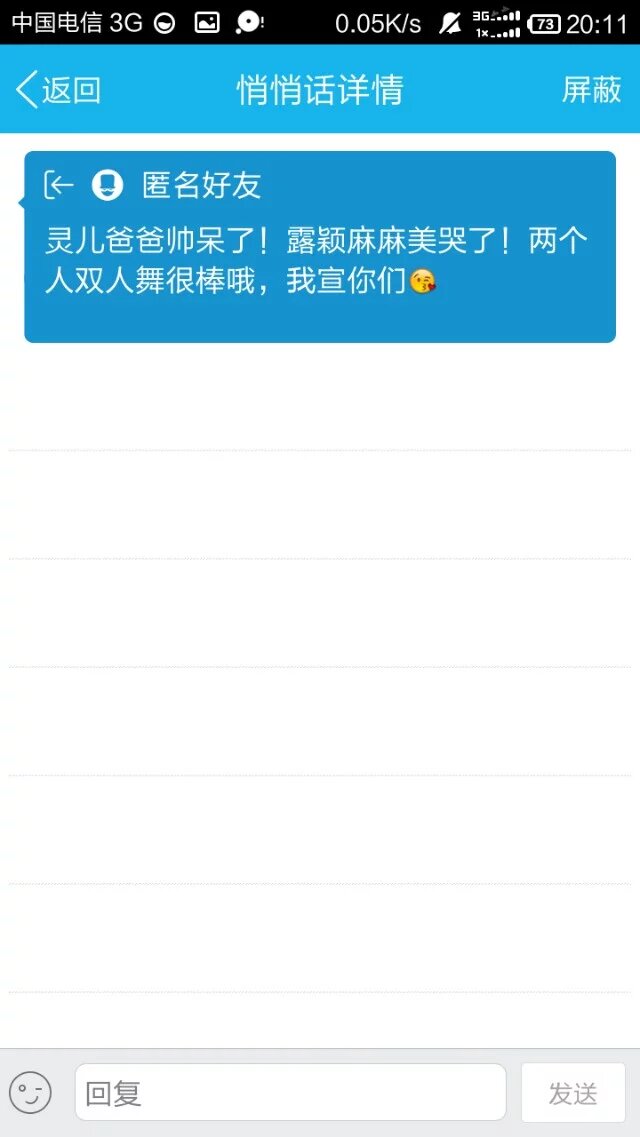 中国电信 3G 0.05K/s 3G 1x 73 20:11
返回 悄悄话详情 屏蔽
匿名好友
灵儿爸爸帅呆了！露颖麻麻美哭了！两个
人双人舞很棒哦，我宣你们😘
回复 发送